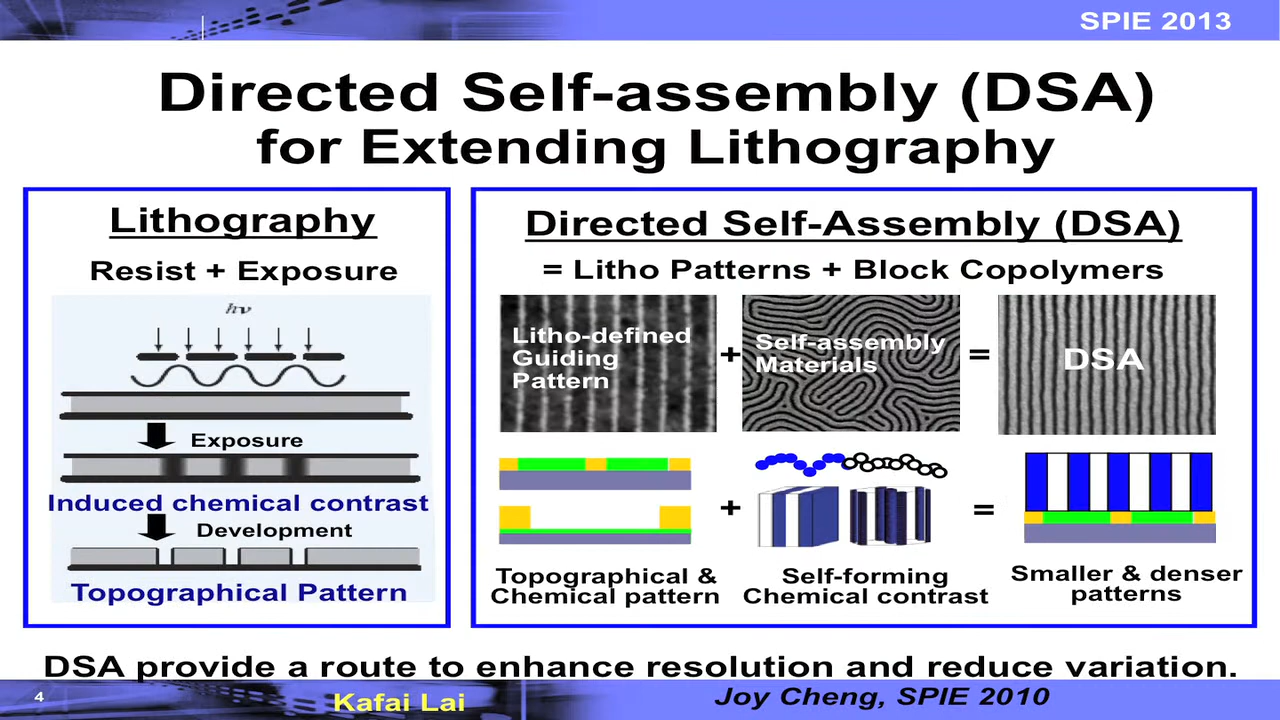 SPIE 2013
Directed Self-assembly (DSA)
for Extending Lithography
Lithography
Resist + Exposure
hν
Exposure
Induced chemical contrast
Development
Topographical Pattern
Directed Self-Assembly (DSA)
= Litho Patterns + Block Copolymers
Litho-defined
Guiding
Pattern
+
Self-assembly
Materials
=
DSA
+
=
Topographical &
Chemical pattern
Self-forming
Chemical contrast
Smaller & denser
patterns
DSA provide a route to enhance resolution and reduce variation.
4
Kafai Lai
Joy Cheng, SPIE 2010